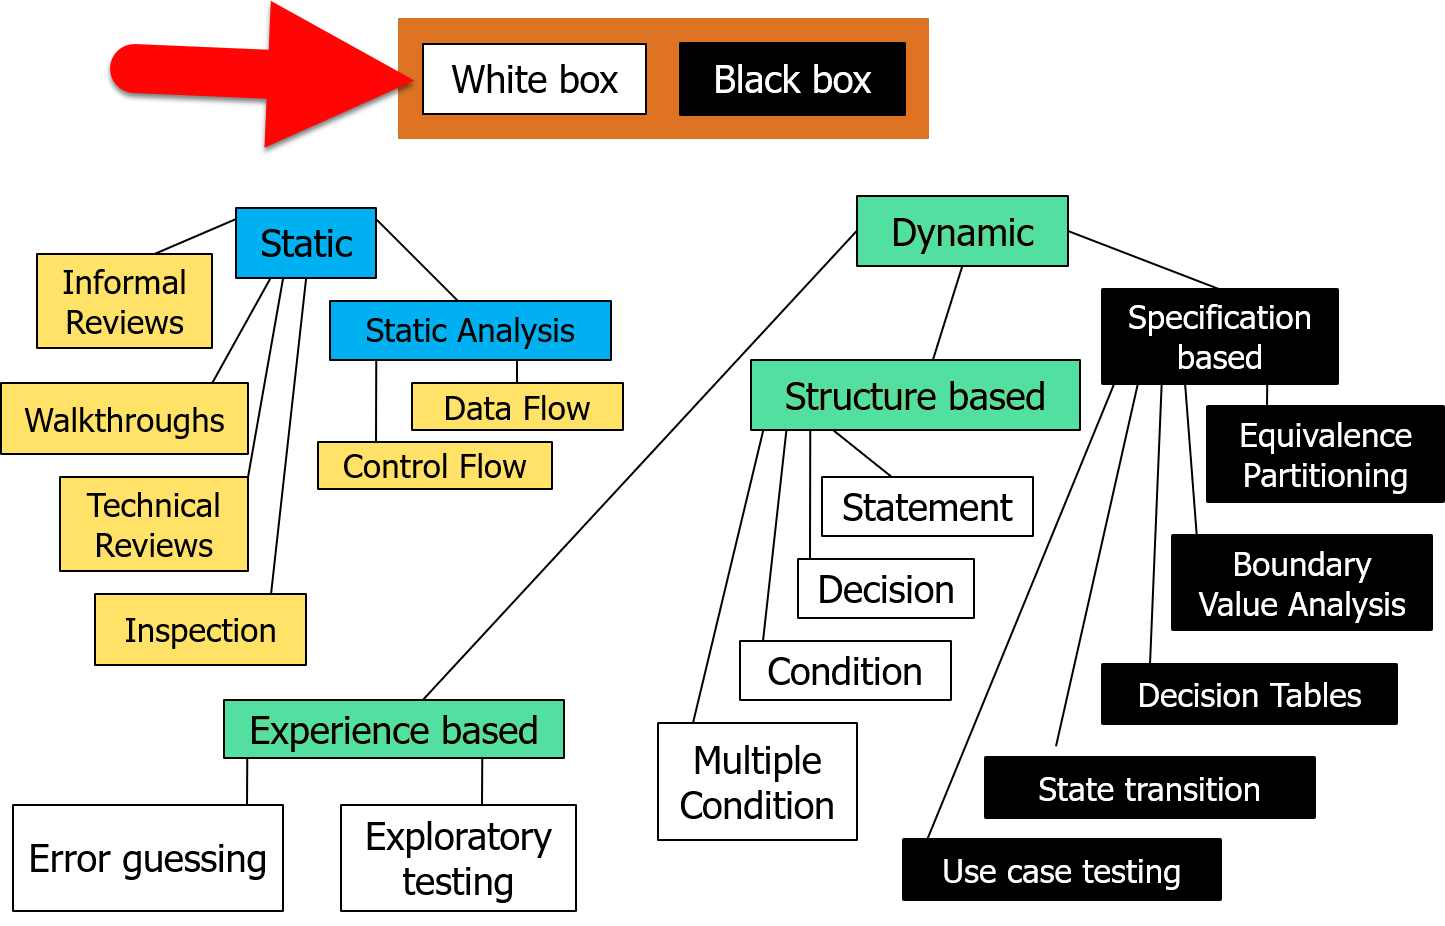 White box
Black box
Static
Dynamic
Informal
Reviews
Static Analysis
Specification
based
Walkthroughs
Data Flow
Structure based
Control Flow
Equivalence
Partitioning
Technical
Reviews
Statement
Decision
Boundary
Value Analysis
Inspection
Condition
Decision Tables
Experience based
Multiple
Condition
State transition
Error guessing
Exploratory
testing
Use case testing